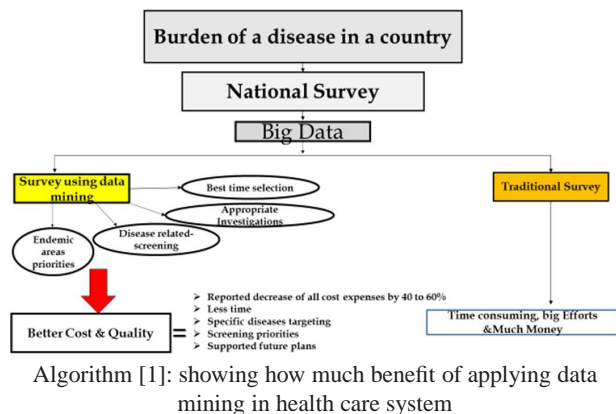 Burden of a disease in a country
National Survey
Big Data
Survey using data
mining
Traditional Survey
Best time selection
Appropriate
Investigations
Disease related-
screening
Endemic
areas
priorities
Better Cost & Quality
=
➢ Reported decrease of all cost expenses by 40 to 60%
➢ Less time
➢ Specific diseases targeting
➢ Screening priorities
➢ Supported future plans
Time consuming, big Efforts
&Much Money
Algorithm [1]: showing how much benefit of applying data
mining in health care system